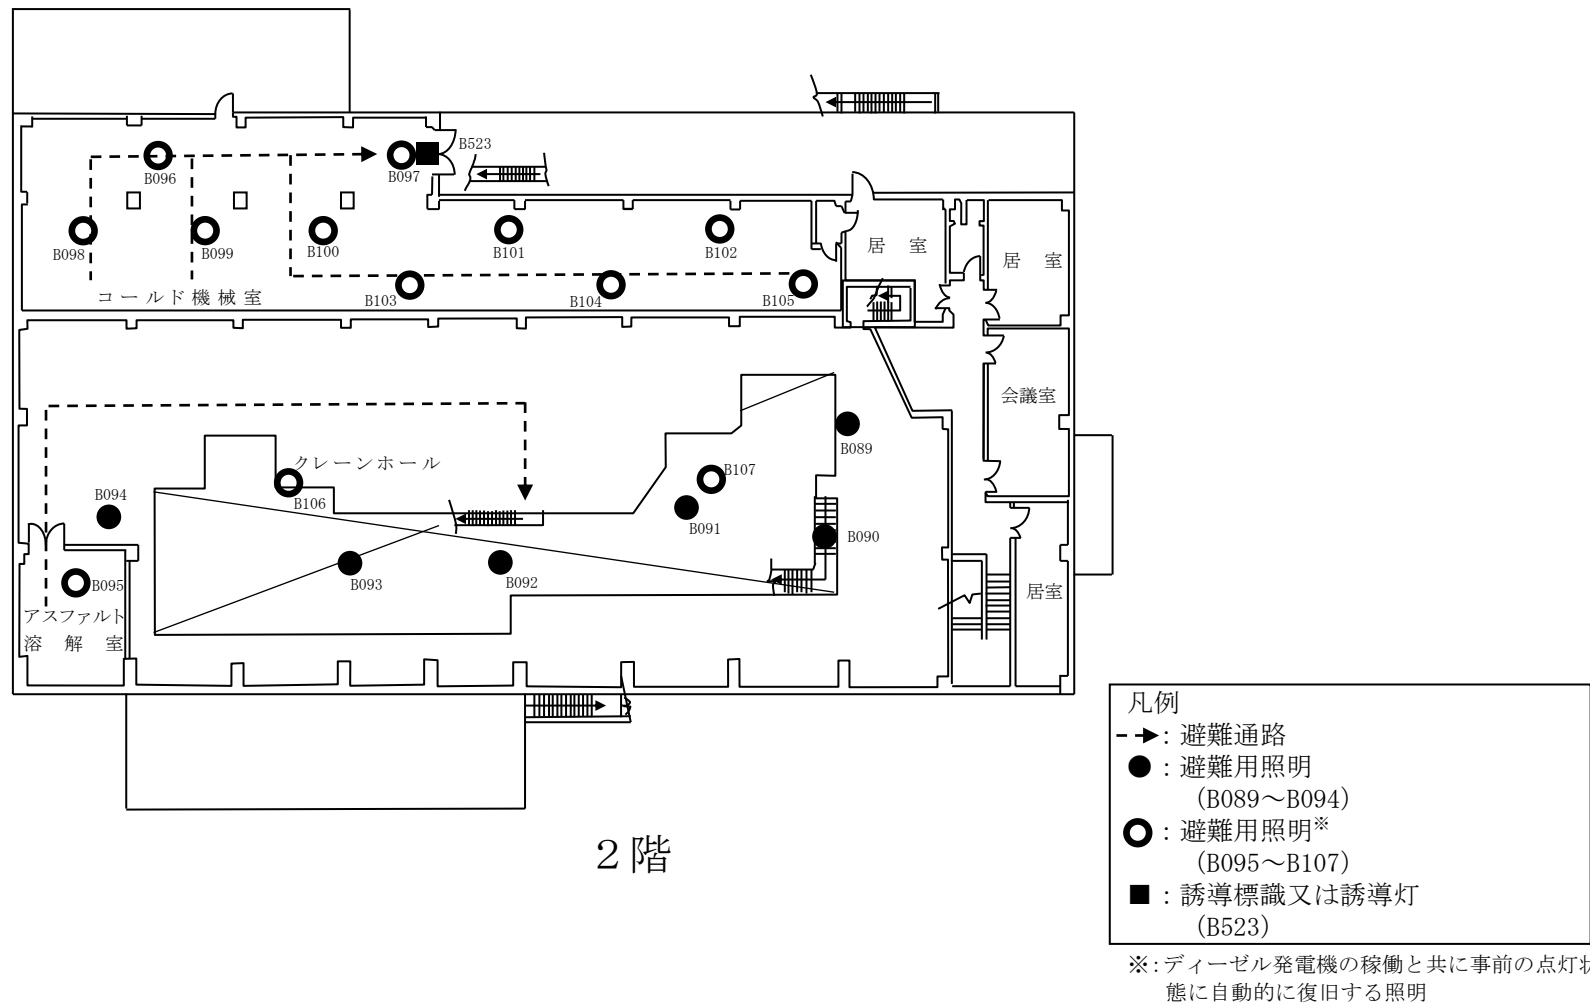 B523
B096
B097
B098
B099
B100
B101
B102
居 室
居 室
コールド機械室
B103
B104
B105
会議室
B089
クレーンホール
B107
B094
B106
B091
B090
B093
B092
B095
アスファルト
溶 解 室
居室
凡例
:避難通路
:避難用照明
(B089～B094)
:避難用照明※
(B095～B107)
:誘導標識又は誘導灯
(B523)
2階
※:ディーゼル発電機の稼働と共に事前の点灯状
態に自動的に復旧する照明